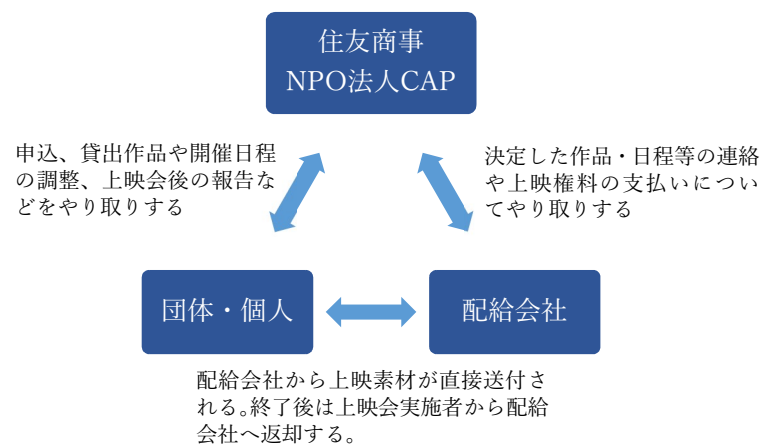 住友商事
NPO法人CAP
申込、貸出作品や開催日程
の調整、上映会後の報告な
どをやり取りする
決定した作品・日程等の連絡
や上映権料の支払いについ
てやり取りする
団体・個人
配給会社
配給会社から上映素材が直接送付さ
れる。終了後は上映会実施者から配給
会社へ返却する。